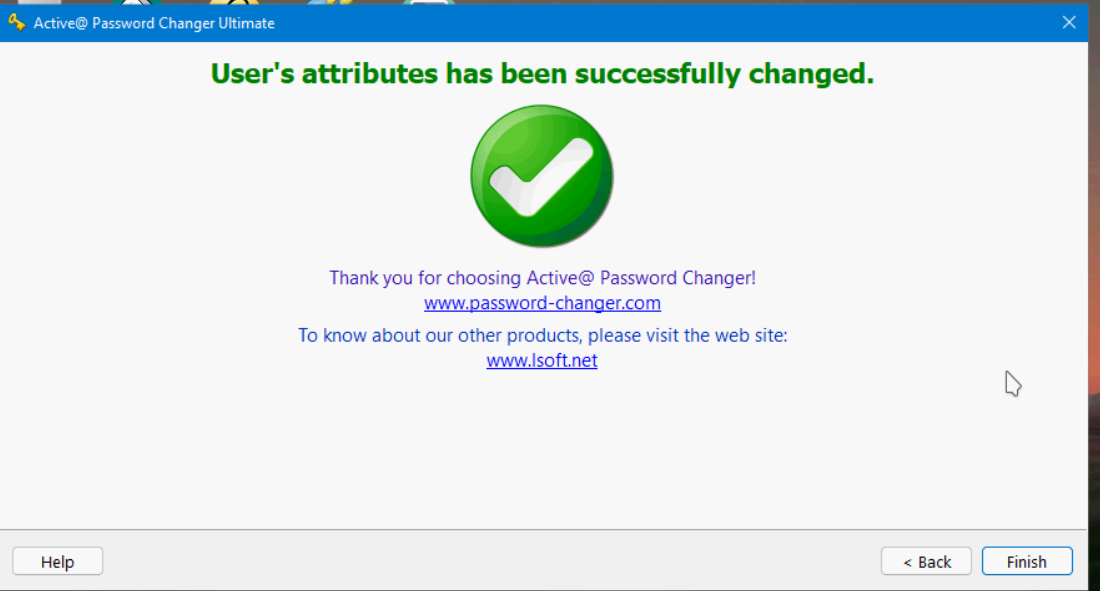 Active@ Password Changer Ultimate
User's attributes has been successfully changed.
Thank you for choosing Active@ Password Changer!
www.password-changer.com
To know about our other products, please visit the web site:
www.lsoft.net
Help
< Back
Finish